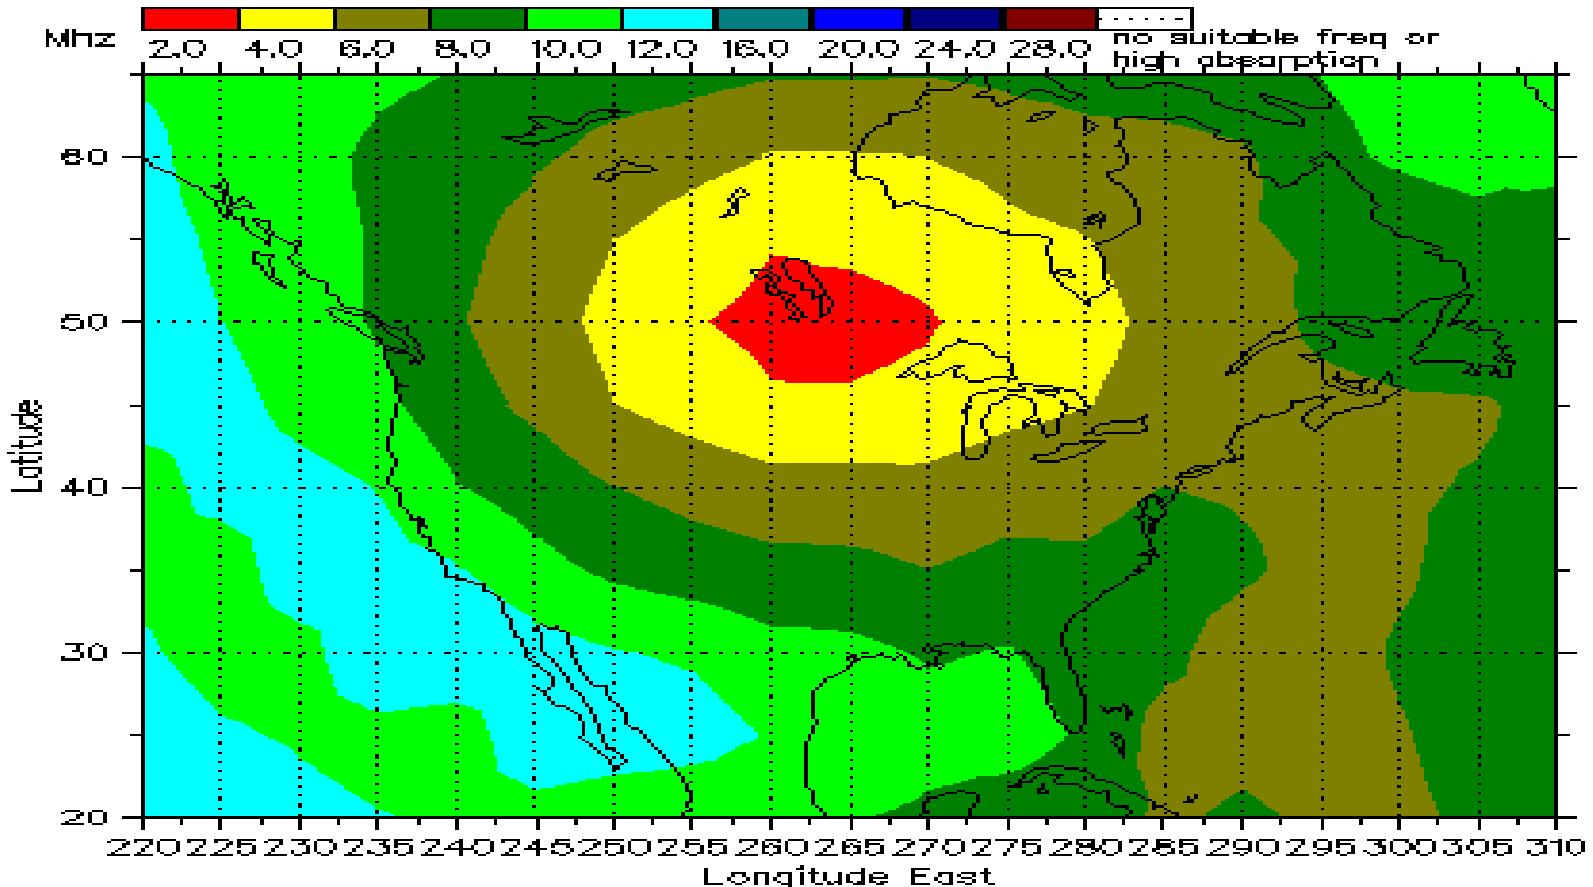 Mhz 2.0 4.0 6.0 8.0 10.0 12.0 16.0 20.0 24.0 28.0 no suitable freq or
high absorption
60
50
Latitude
40
30
20
220 225 230 235 240 245 250 255 260 265 270 275 280 285 290 295 300 305 310
Longitude East